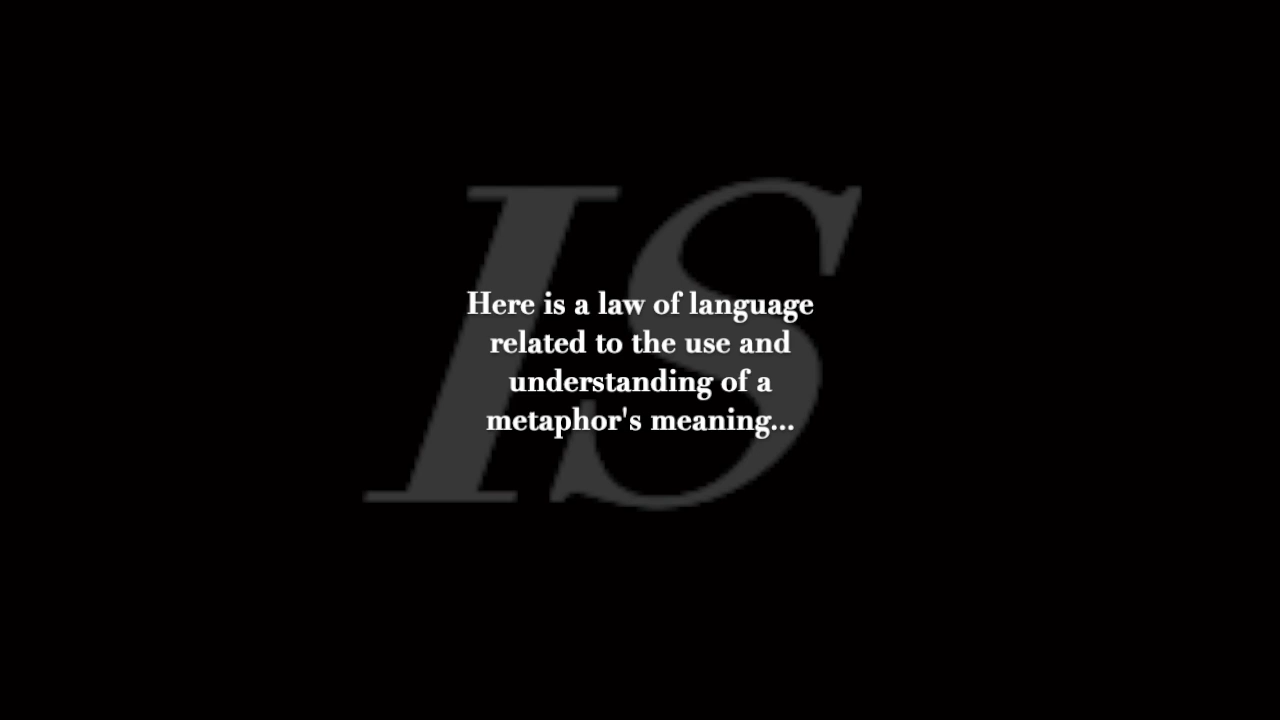 IS
Here is a law of language
related to the use and
understanding of a
metaphor's meaning...